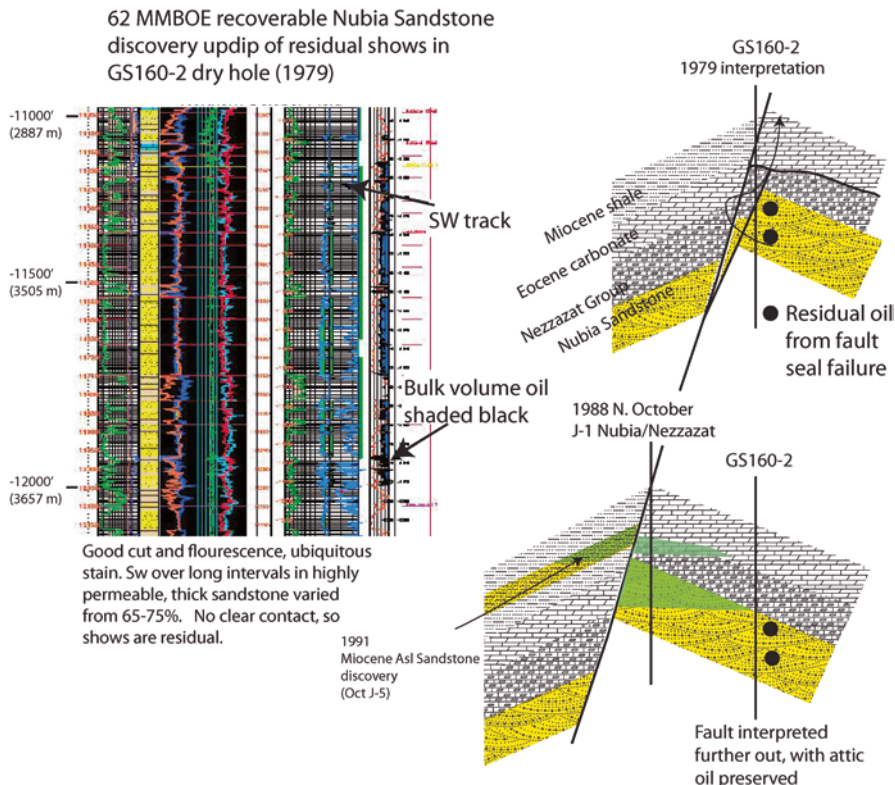 62 MMBOE recoverable Nubia Sandstone
discovery updip of residual shows in
GS160-2 dry hole (1979)
-11000'
(2887 m)
-11500'
(3505 m)
-12000'
(3657 m)
SW track
Bulk volume oil
shaded black
Good cut and flourescence, ubiquitous
stain. Sw over long intervals in highly
permeable, thick sandstone varied
from 65-75%. No clear contact, so
shows are residual.
GS160-2
1979 interpretation
Miocene shale
Eocene carbonate
Nezzazat Group
Nubia Sandstone
Residual oil
from fault
seal failure
1988 N. October
J-1 Nubia/Nezzazat
GS160-2
1991
Miocene Asl Sandstone
discovery
(Oct J-5)
Fault interpreted
further out, with attic
oil preserved